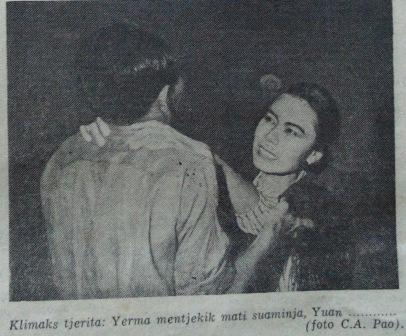 Klimaks tjerita: Yerma mentjekik mati suaminja, Yuan ............
(foto C.A. Pao).